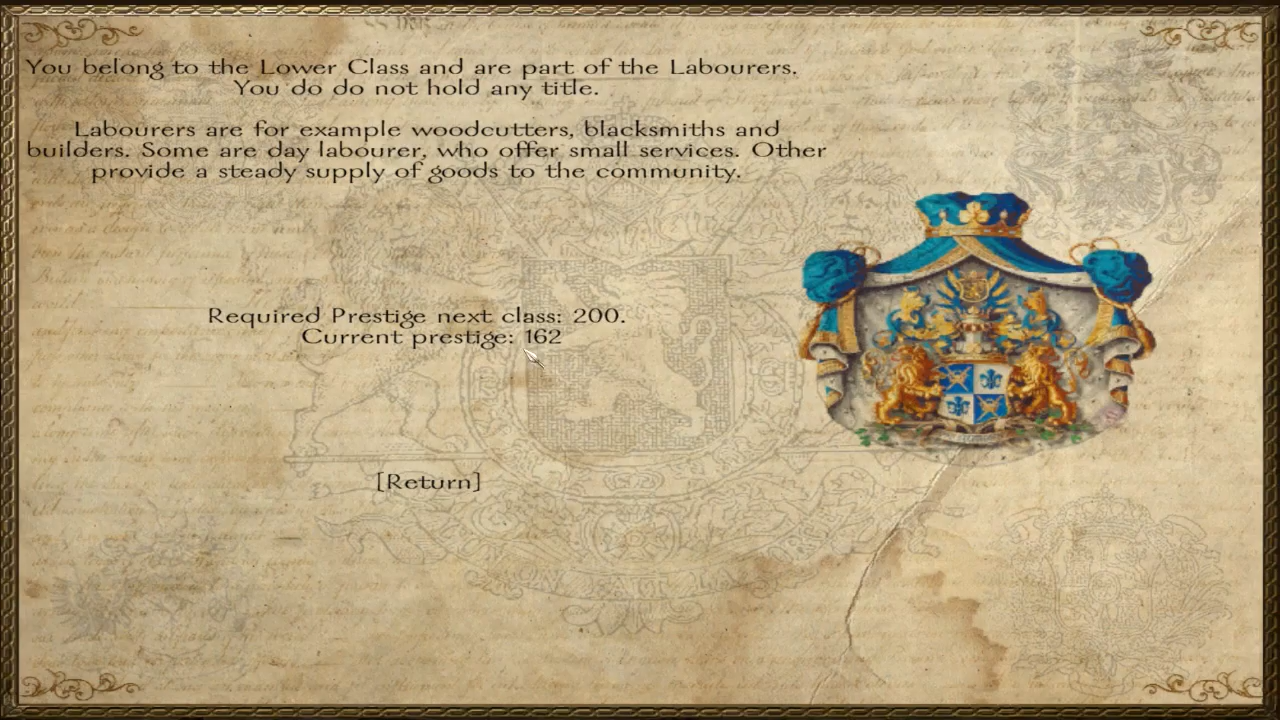 You belong to the Lower Class and are part of the Labourers.
You do do not hold any title.
Labourers are for example woodcutters, blacksmiths and
builders. Some are day labourer, who offer small services. Other
provide a steady supply of goods to the community.
Required Prestige next class: 200.
Current prestige: 162
[Return]